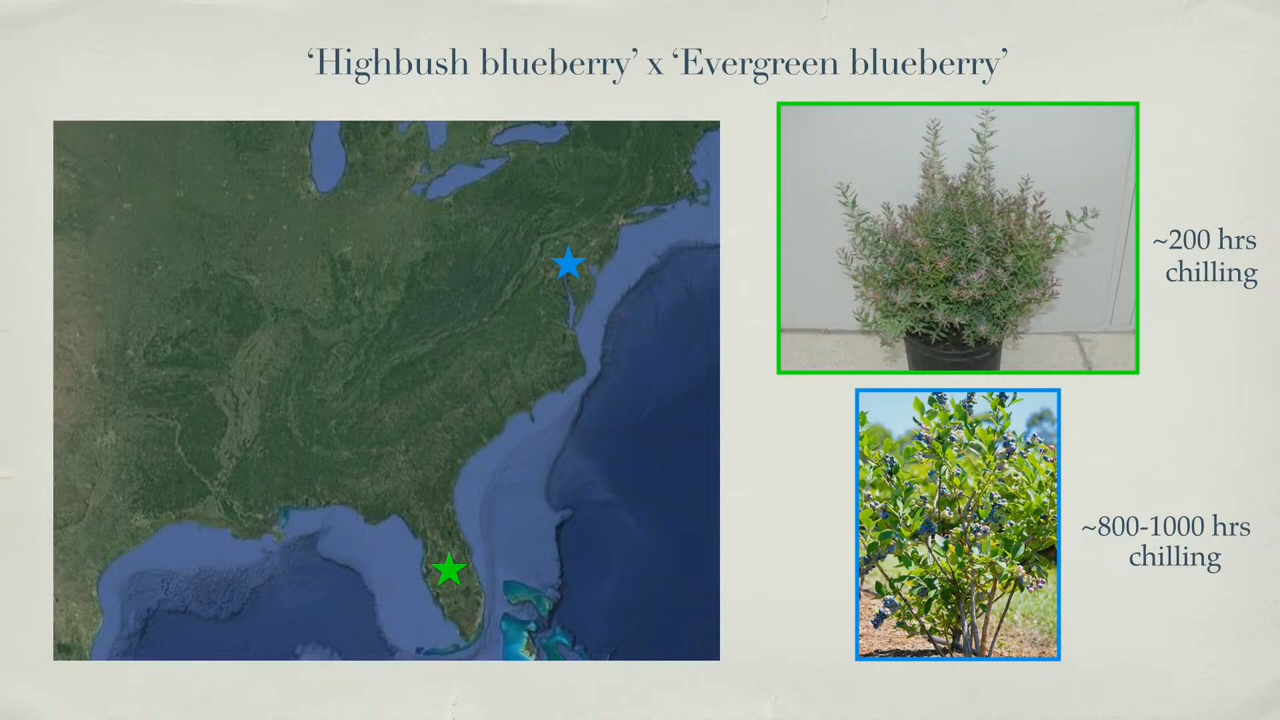 ‘Highbush blueberry’ x ‘Evergreen blueberry’
~200 hrs
chilling
~800-1000 hrs
chilling